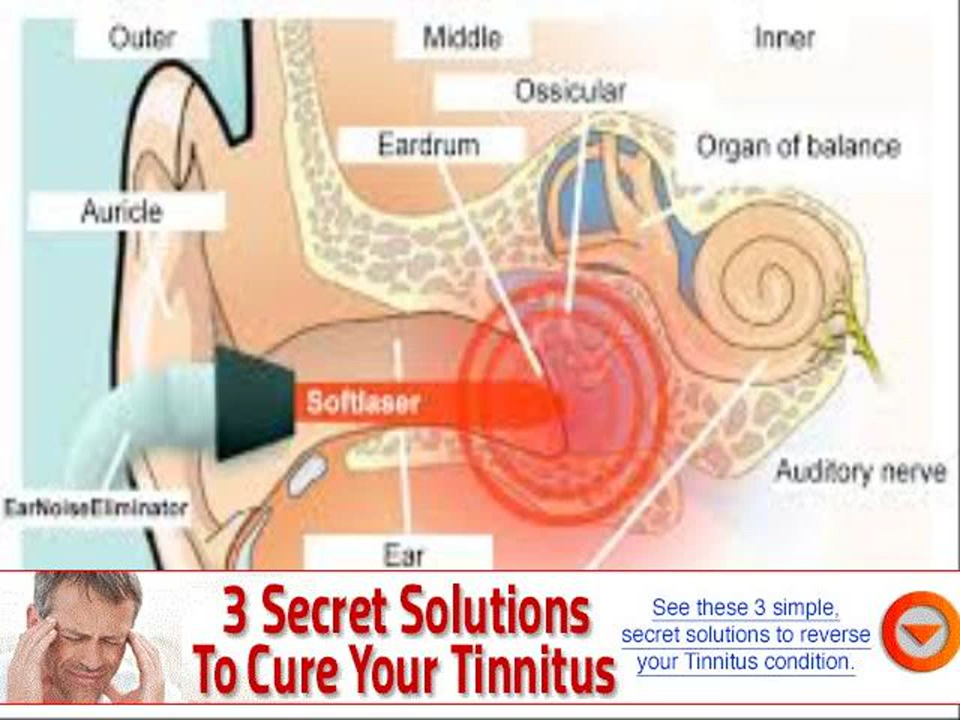 Outer
Middle
Inner
Ossicular
Eardrum
Organ of balance
Auricle
Softlaser
Auditory nerve
EarNoiseEliminator
Ear
3 Secret Solutions
To Cure Your Tinnitus
See these 3 simple,
secret solutions to reverse
your Tinnitus condition.